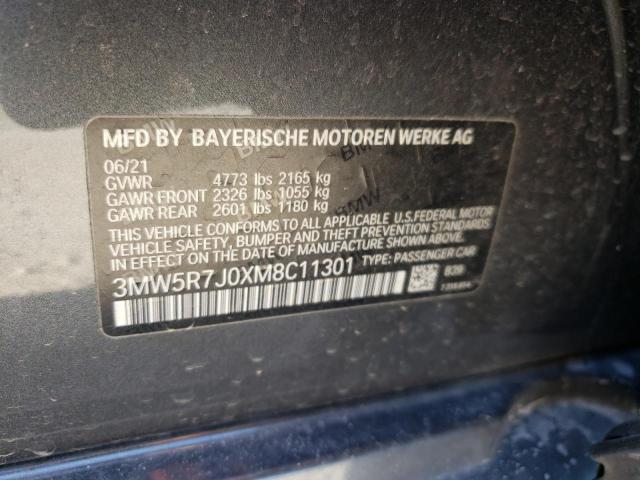 MFD BY BAYERISCHE MOTOREN WERKE AG
06/21
GVWR 4773 lbs 2165 kg
GAWR FRONT 2326 lbs 1055 kg
GAWR REAR 2601 lbs 1180 kg
THIS VEHICLE CONFORMS TO ALL APPLICABLE U.S. FEDERAL MOTOR
VEHICLE SAFETY, BUMPER AND THEFT PREVENTION
STANDARDS IN EFFECT ON THE DATE OF MANUFACTURE
SHOWN ABOVE.
3MW5R7J0XM8C11301 TYPE: PASSENGER CAR